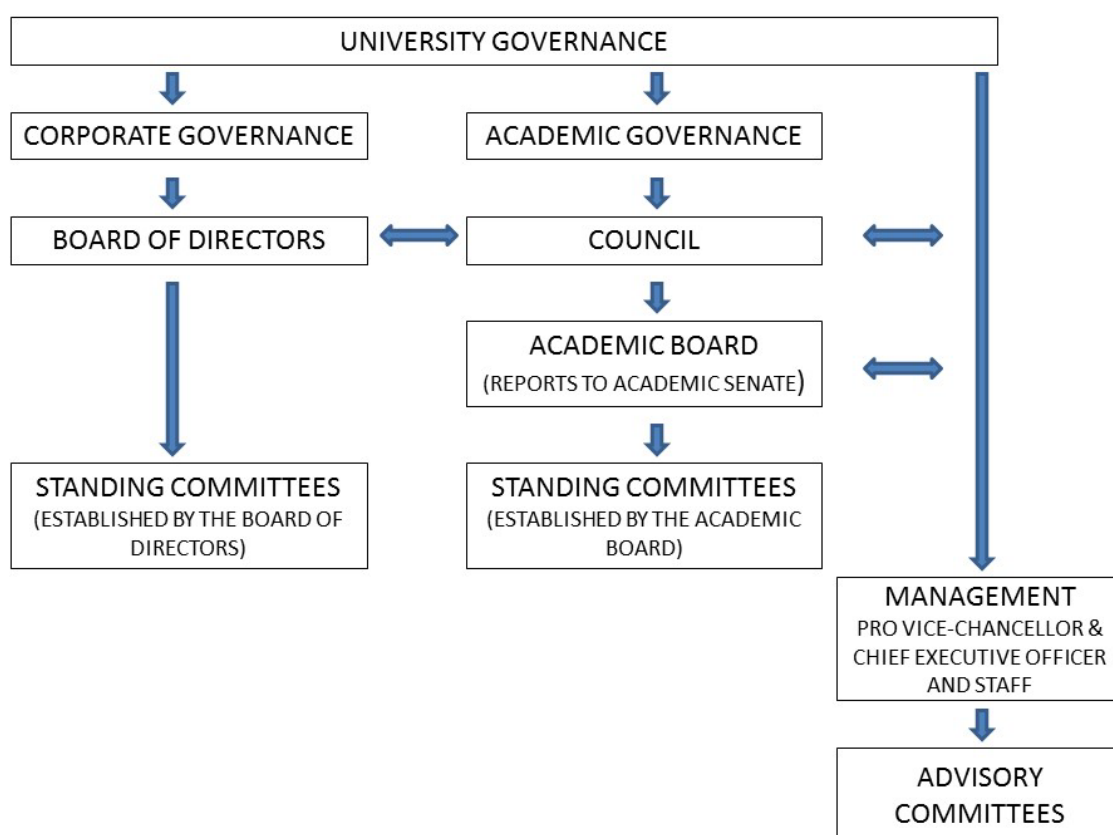 UNIVERSITY GOVERNANCE
CORPORATE GOVERNANCE
ACADEMIC GOVERNANCE
BOARD OF DIRECTORS
COUNCIL
ACADEMIC BOARD
(REPORTS TO ACADEMIC SENATE)
STANDING COMMITTEES
(ESTABLISHED BY THE BOARD OF
DIRECTORS)
STANDING COMMITTEES
(ESTABLISHED BY THE ACADEMIC
BOARD)
MANAGEMENT
PRO VICE-CHANCELLOR &
CHIEF EXECUTIVE OFFICER
AND STAFF
ADVISORY
COMMITTEES